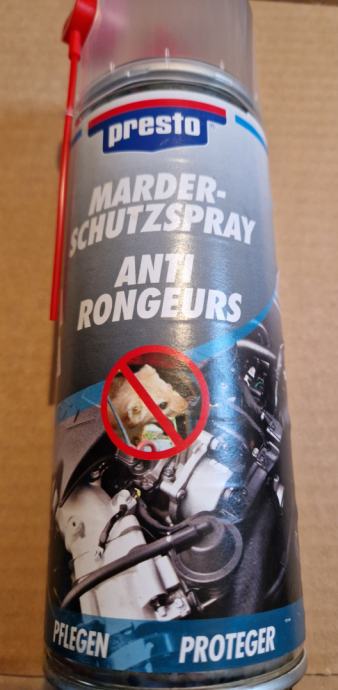 presto
MARDER-
SCHUTZSPRAY
ANTI
RONGEURS
PFLEGEN PROTEGER